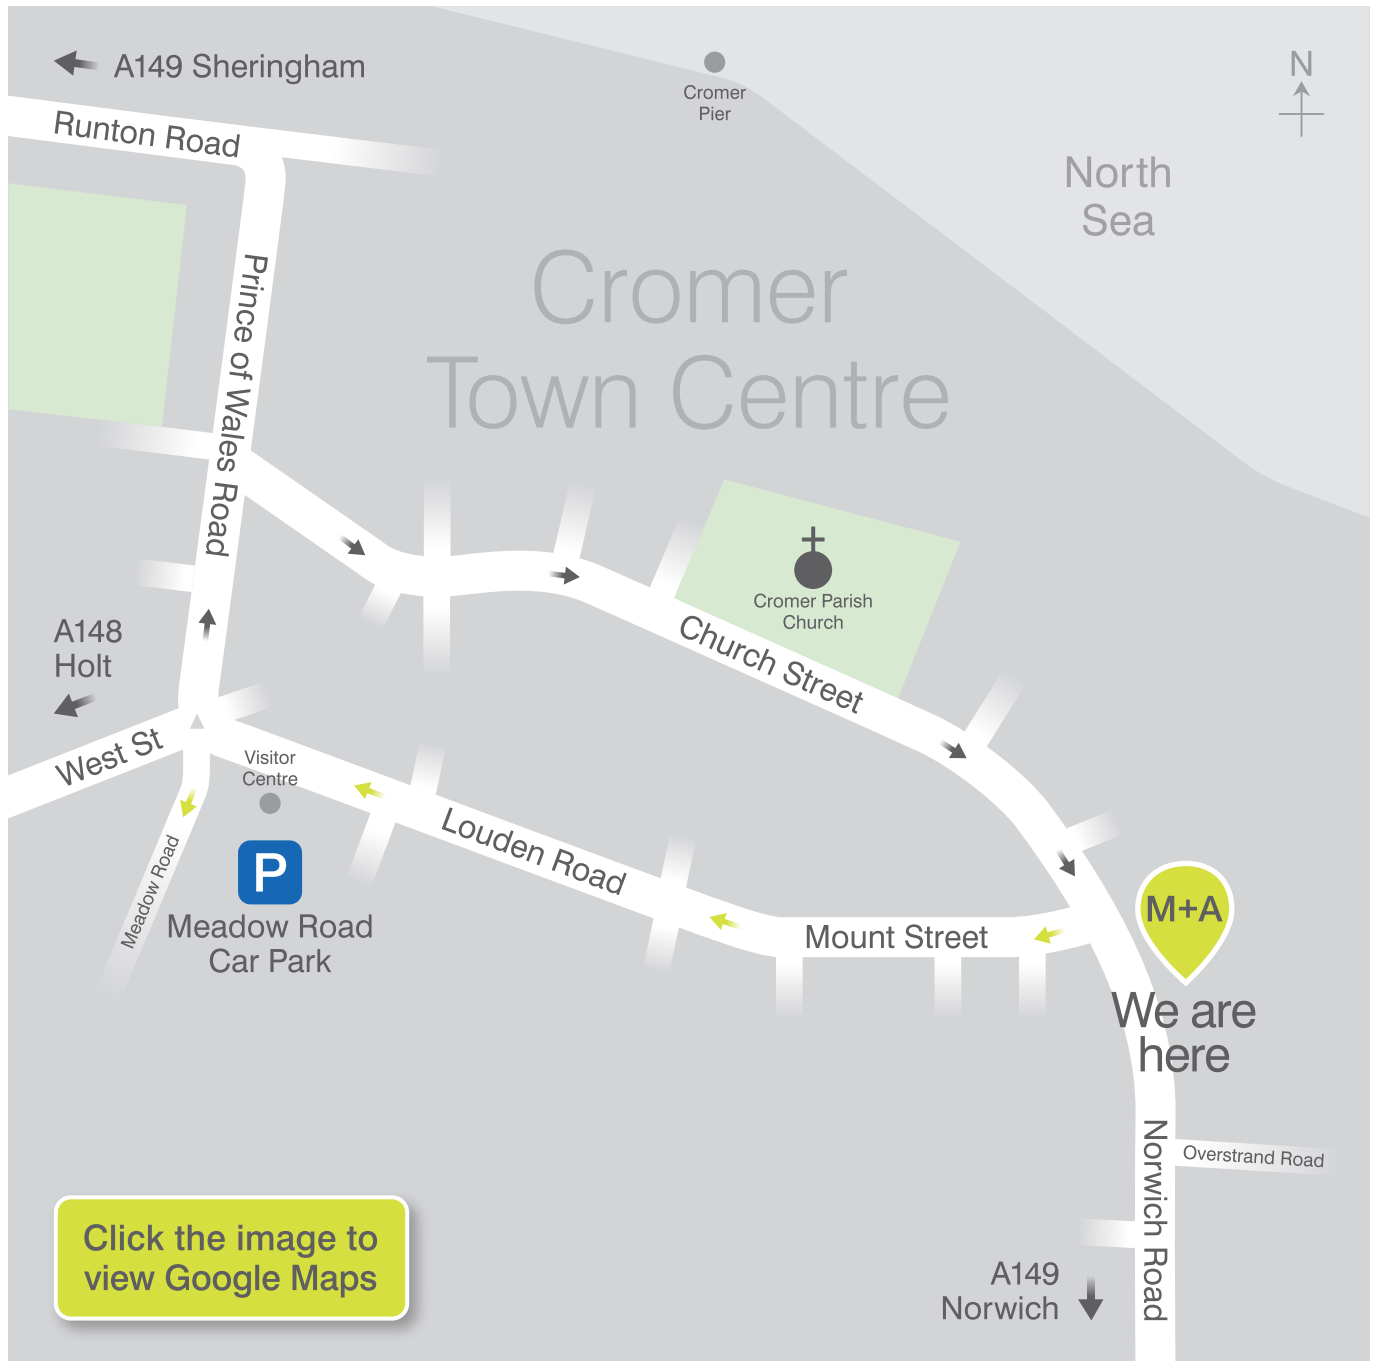 A149 Sheringham
Runton Road
Cromer
Pier
N
North
Sea
Cromer
Town Centre
Prince of Wales Road
Cromer Parish
Church
Church Street
A148
Holt
West St
Visitor
Centre
Louden Road
Meadow Road
P
Meadow Road
Car Park
Mount Street
M+A
We are
here
Norwich Road
Overstrand Road
Click the image to
view Google Maps
A149
Norwich